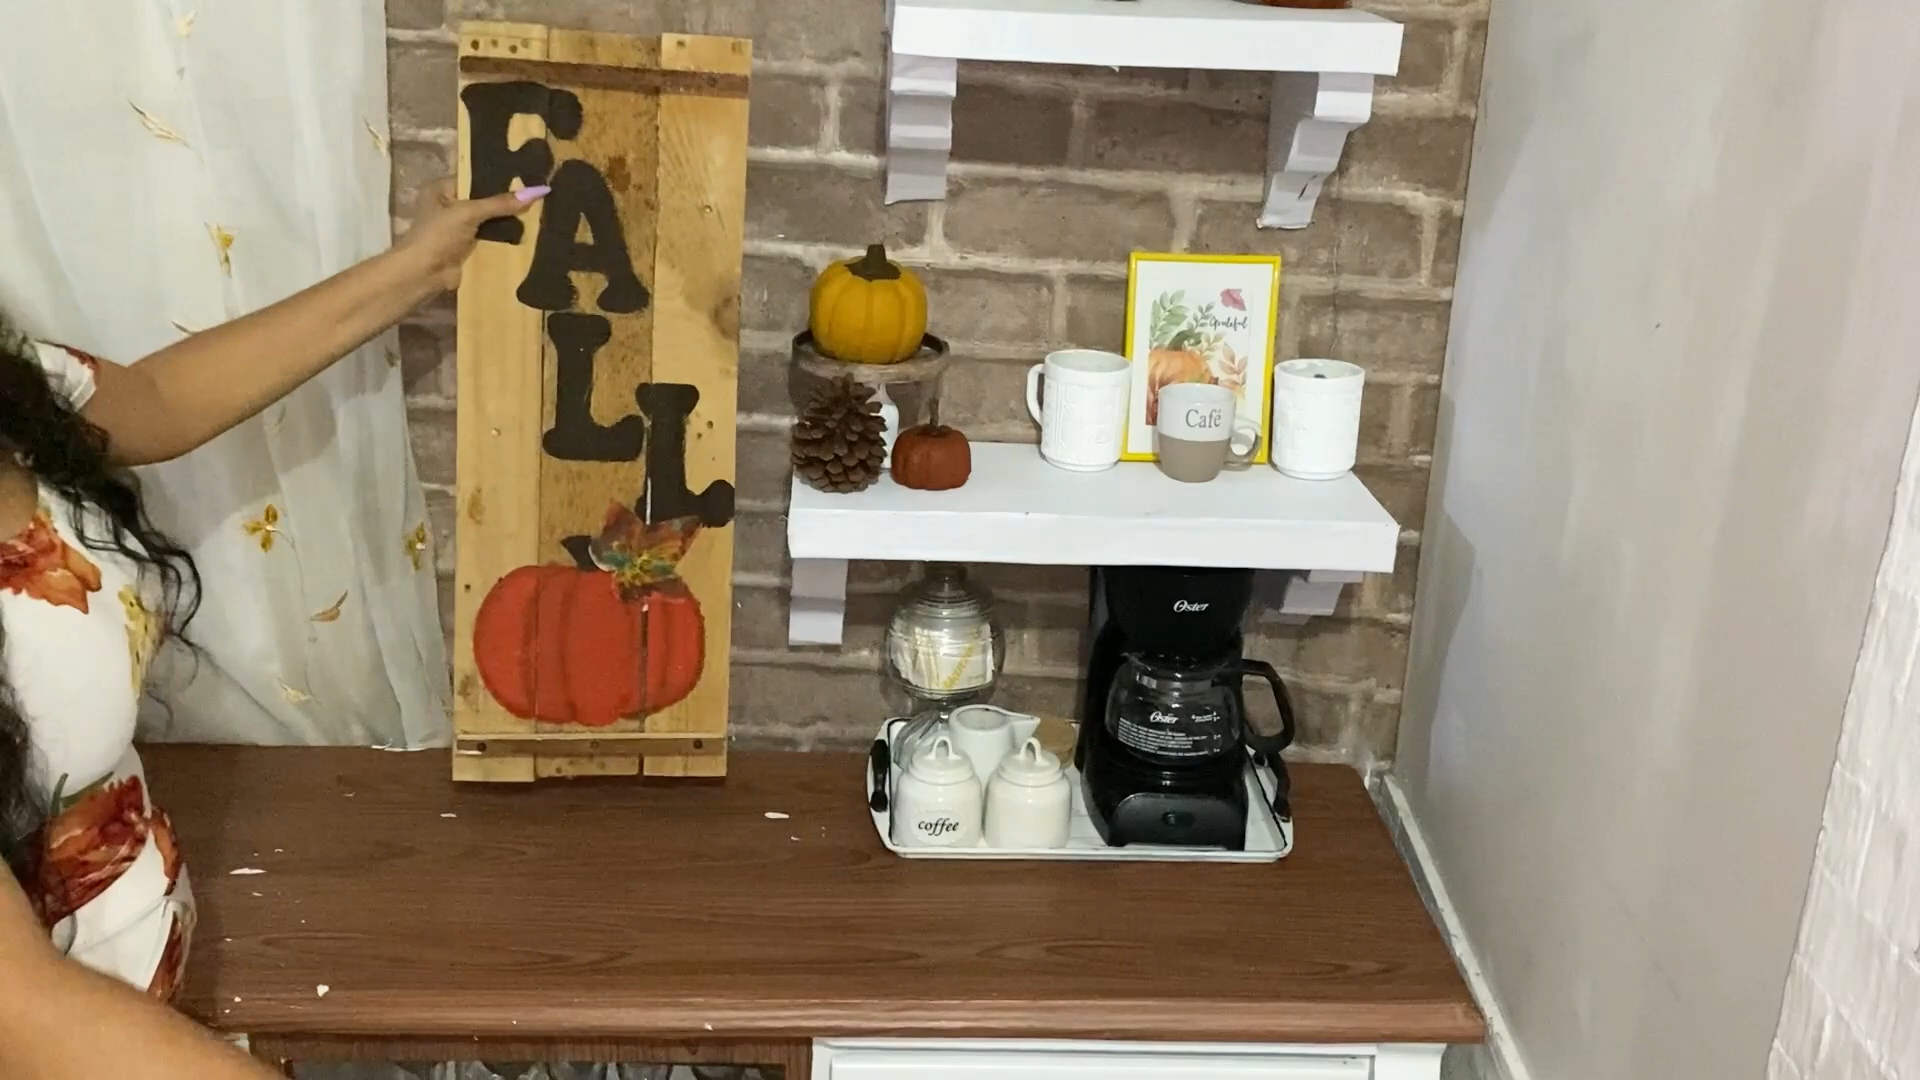 FALL
Grateful
Café
Oster
Oster
coffee